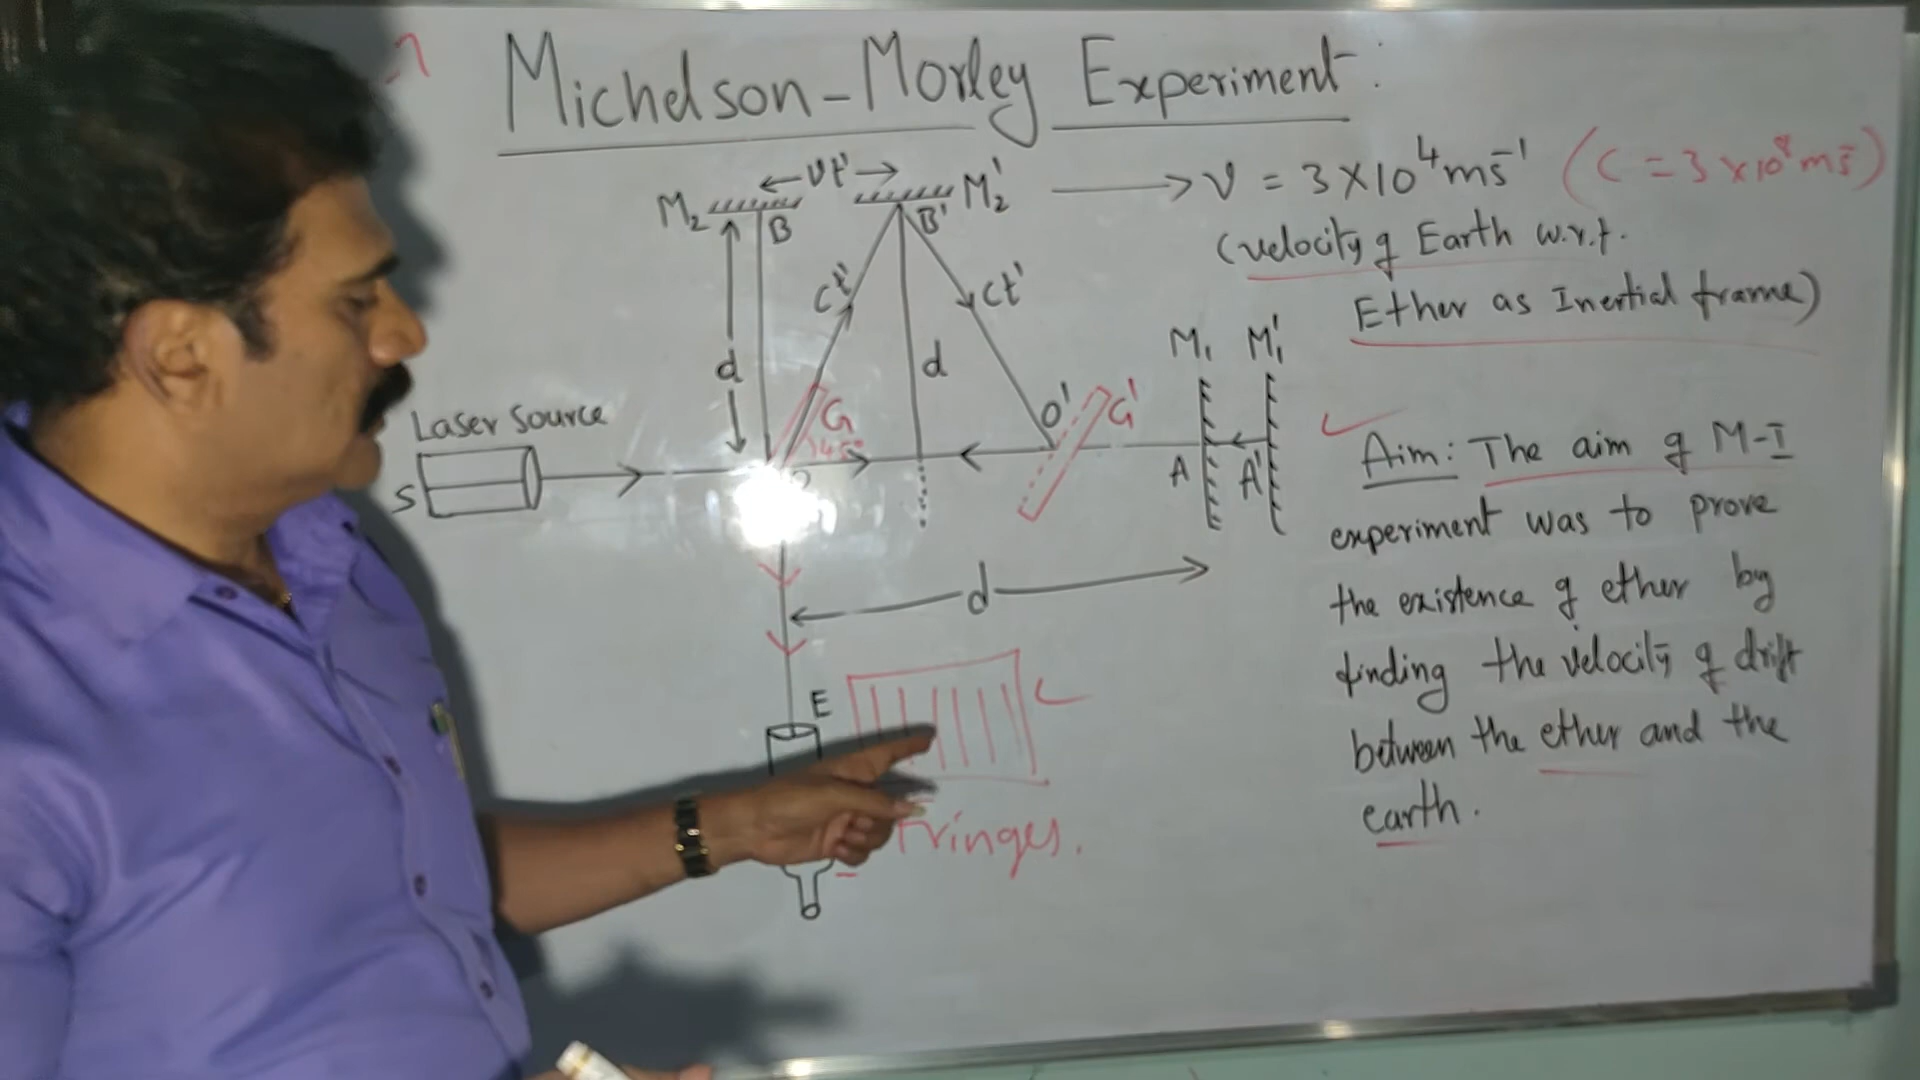 Michelson-Morley Experiment:
M₂ ←vt'→ M₂' → v = 3×10⁴ms⁻¹ (C = 3×10⁸ms⁻)
B B'
(velocity of Earth w.r.t.
Ether as Inertial frame)
ct' ct'
d d
M₁ M₁'
Laser Source
G 45° O' G'
S
A A'
Aim: The aim of M-I
experiment was to prove
the existence of ether by
finding the velocity of drift
between the ether and the
earth.
d
E
Fringes.